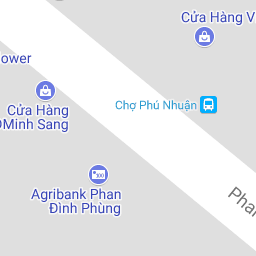 Cửa Hàng V
ower
Cửa Hàng
Minh Sang
Chợ Phú Nhuận
Agribank Phan
Đình Phùng
Pha